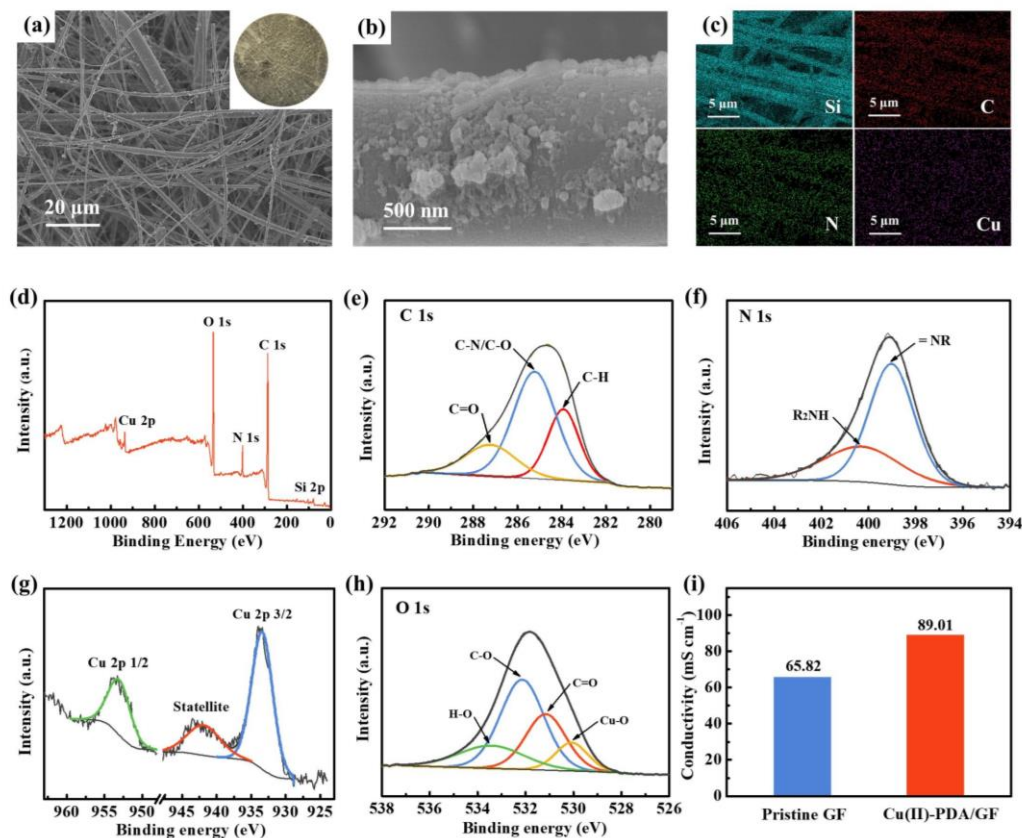 (a)
20 µm
(b)
500 nm
(c)
5 µm
Si
5 µm
C
5 µm
N
5 µm
Cu
(d)
Intensity (a.u.)
O 1s
C 1s
Cu 2p
N 1s
Si 2p
1200 1000 800 600 400 200 0
Binding Energy (eV)
(e)
C 1s
Intensity (a.u.)
C-N/C-O
C-H
C=O
292 290 288 286 284 282 280
Binding energy (eV)
(f)
N 1s
Intensity (a.u.)
= NR
R₂NH
406 404 402 400 398 396 394
Binding energy (eV)
(g)
Intensity (a.u.)
Cu 2p 3/2
Cu 2p 1/2
Statellite
960 955 950 945 940 935 930 925
Binding energy (eV)
(h)
O 1s
Intensity (a.u.)
C-O
C=O
H-O
Cu-O
538 536 534 532 530 528 526
Binding energy (eV)
(i)
Conductivity (mS cm⁻¹)
100
80
60
40
20
0
65.82
89.01
Pristine GF Cu(II)-PDA/GF